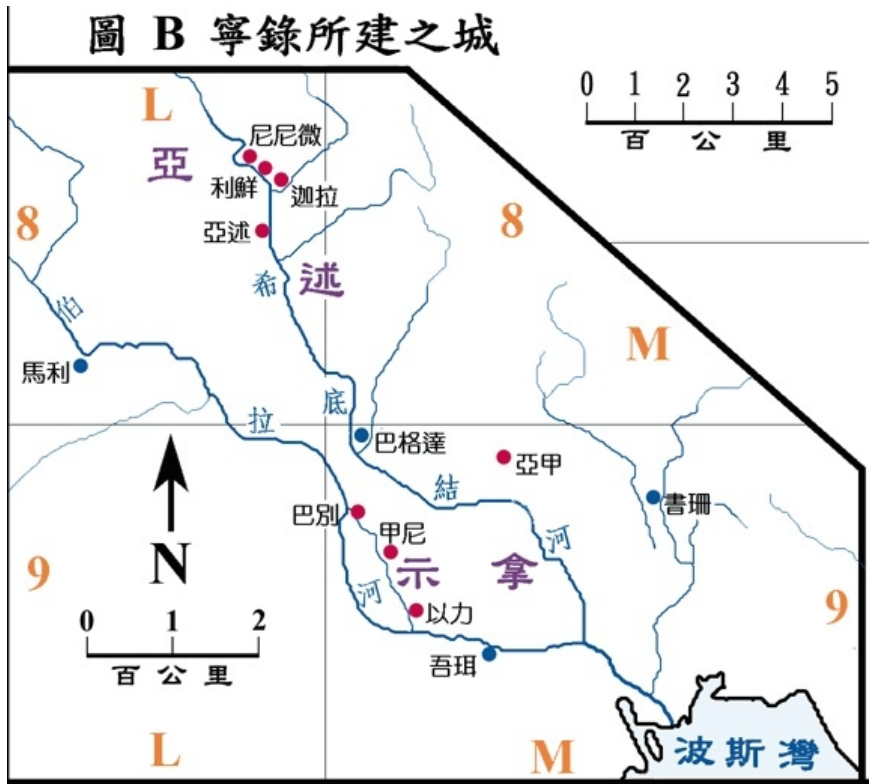 圖 B 寧錄所建之城
0 1 2 3 4 5
百 公 里
L
尼尼微
亞
利鮮
迦拉
8
8
亞述
希
述
伯
M
馬利
底
拉
巴格達
亞甲
結
書珊
巴別
甲尼
河
N
9
示 拿
河
9
以力
0 1 2
百 公 里
吾珥
L
M
波斯灣